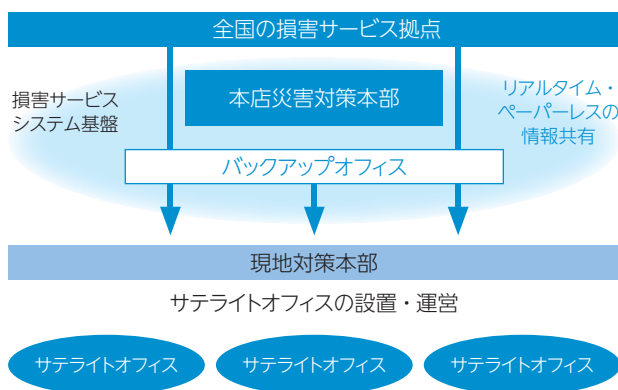 全国の損害サービス拠点
損害サービス
システム基盤
本店災害対策本部
リアルタイム・
ペーパーレスの
情報共有
バックアップオフィス
現地対策本部
サテライトオフィスの設置・運営
サテライトオフィス
サテライトオフィス
サテライトオフィス